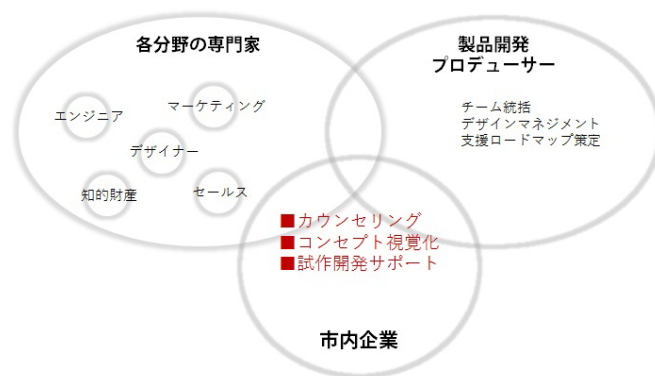 各分野の専門家
エンジニア
マーケティング
デザイナー
知的財産
セールス
製品開発
プロデューサー
チーム統括
デザインマネジメント
支援ロードマップ策定
■カウンセリング
■コンセプト視覚化
■試作開発サポート
市内企業